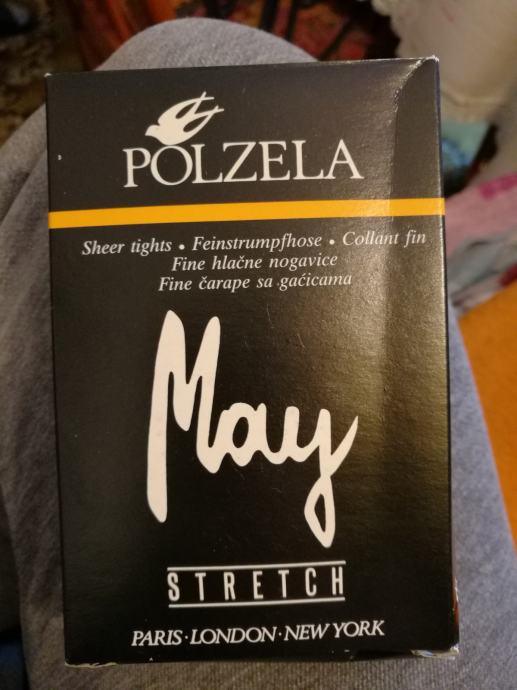 POLZELA
Sheer tights • Feinstrumpfhose • Collant fin
Fine hlačne nogavice
Fine čarape sa gaćicama
May
STRETCH
PARIS·LONDON·NEW YORK